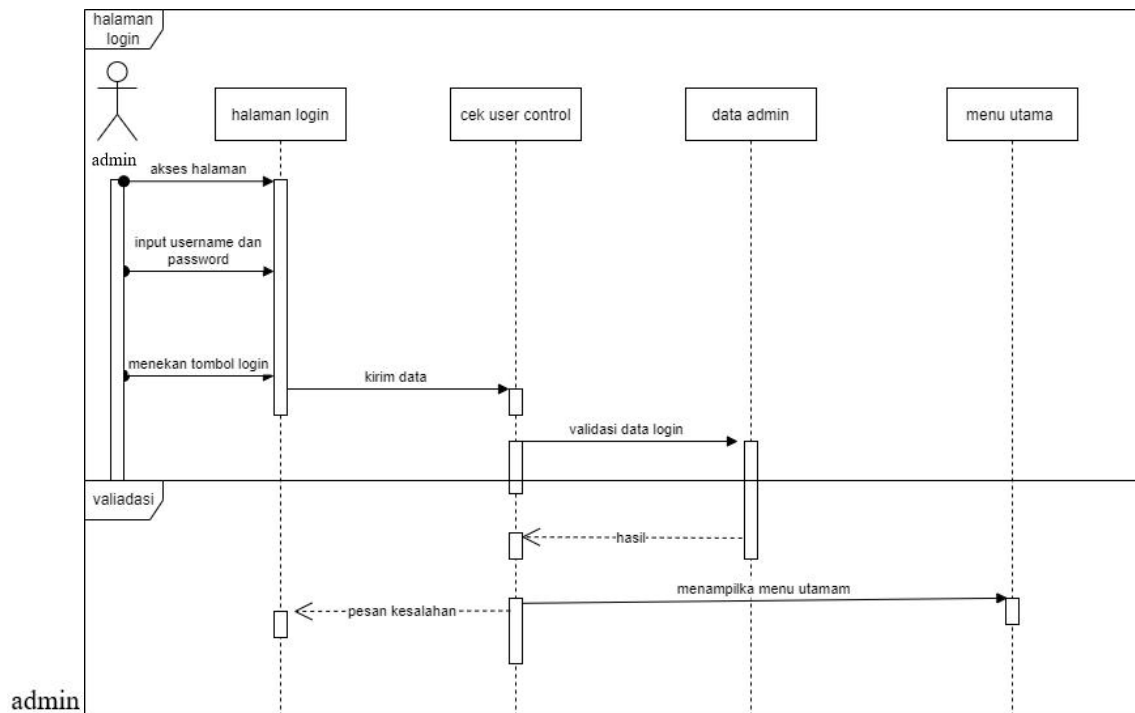 halaman
login
halaman login
cek user control
data admin
menu utama
admin
akses halaman
input username dan
password
menekan tombol login
kirim data
validasi data login
valiadasi
hasil
menampilka menu utamam
pesan kesalahan
admin